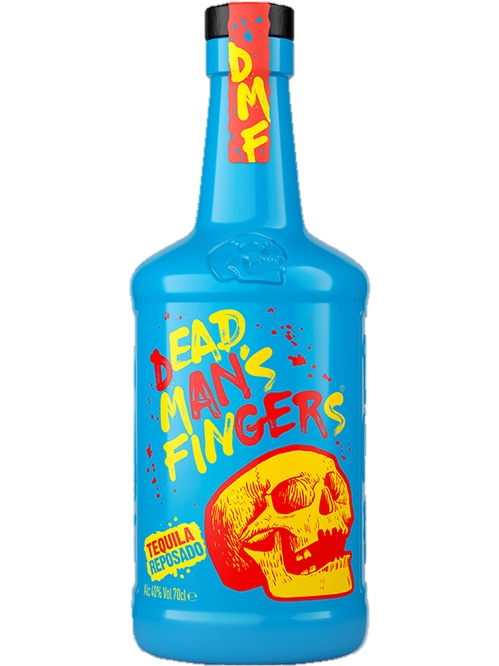 DMF
DEAD
MAN'S
FINGERS®
TEQUILA
REPOSADO
Alc 40% Vol 70cl ℮